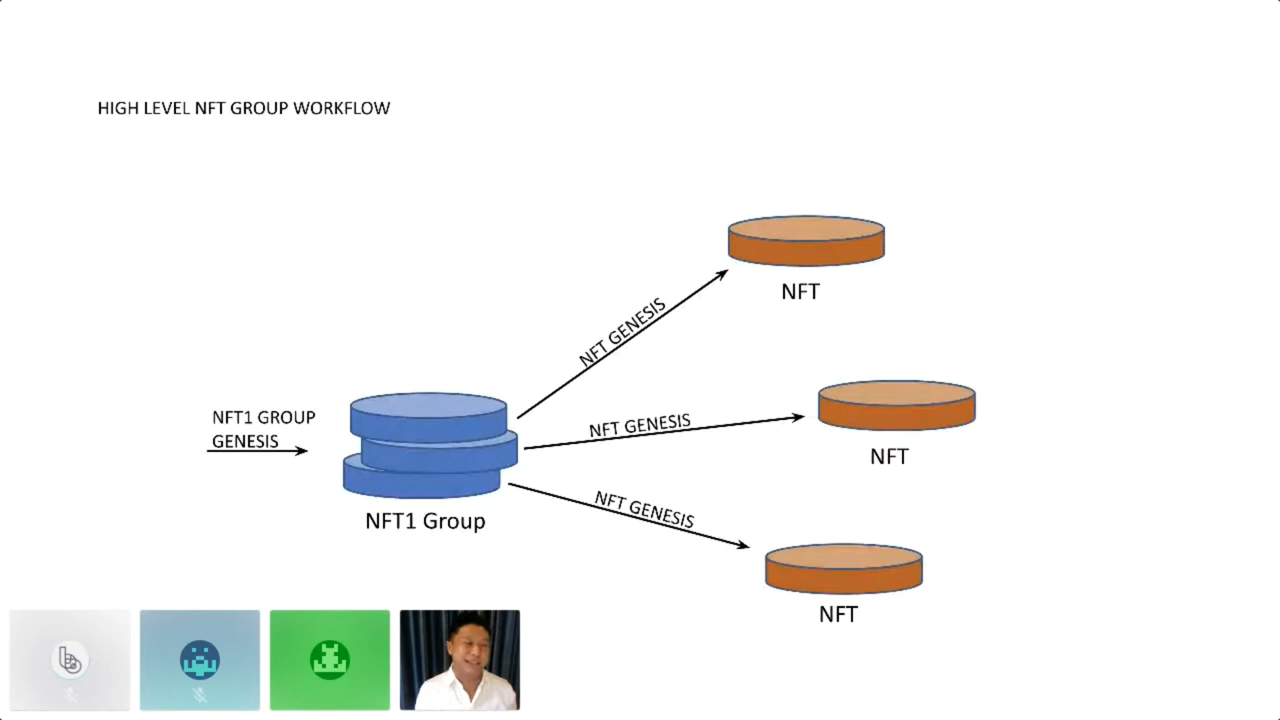 HIGH LEVEL NFT GROUP WORKFLOW
NFT
NFT GENESIS
NFT1 GROUP
GENESIS
NFT GENESIS
NFT
NFT GENESIS
NFT1 Group
NFT